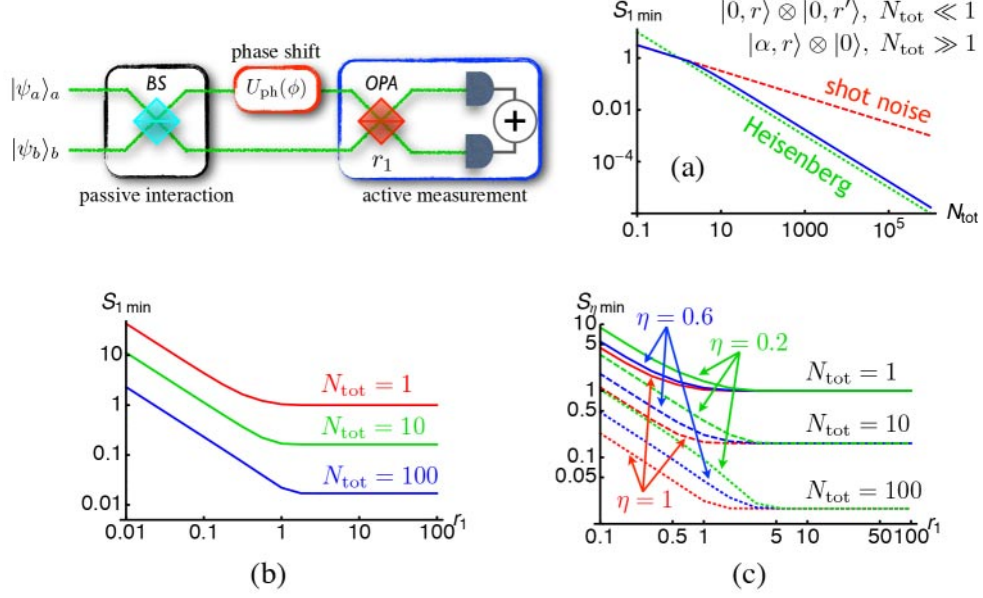 phase shift
BS
U_ph(ϕ)
OPA
|ψ_a⟩_a
|ψ_b⟩_b
+
r_1
passive interaction
active measurement
S_1 min
|0, r⟩ ⊗ |0, r′⟩, N_tot ≪ 1
|α, r⟩ ⊗ |0⟩, N_tot ≫ 1
1
0.01
10^−4
shot noise
Heisenberg
(a)
0.1
10
1000
10^5
N_tot
S_1 min
10
1
0.1
0.01
N_tot = 1
N_tot = 10
N_tot = 100
0.01
0.1
1
10
100
r_1
(b)
S_η min
10
5
1
0.5
0.1
0.05
η = 0.6
η = 0.2
η = 1
N_tot = 1
N_tot = 10
N_tot = 100
0.1
0.5
1
5
10
50
100
r_1
(c)